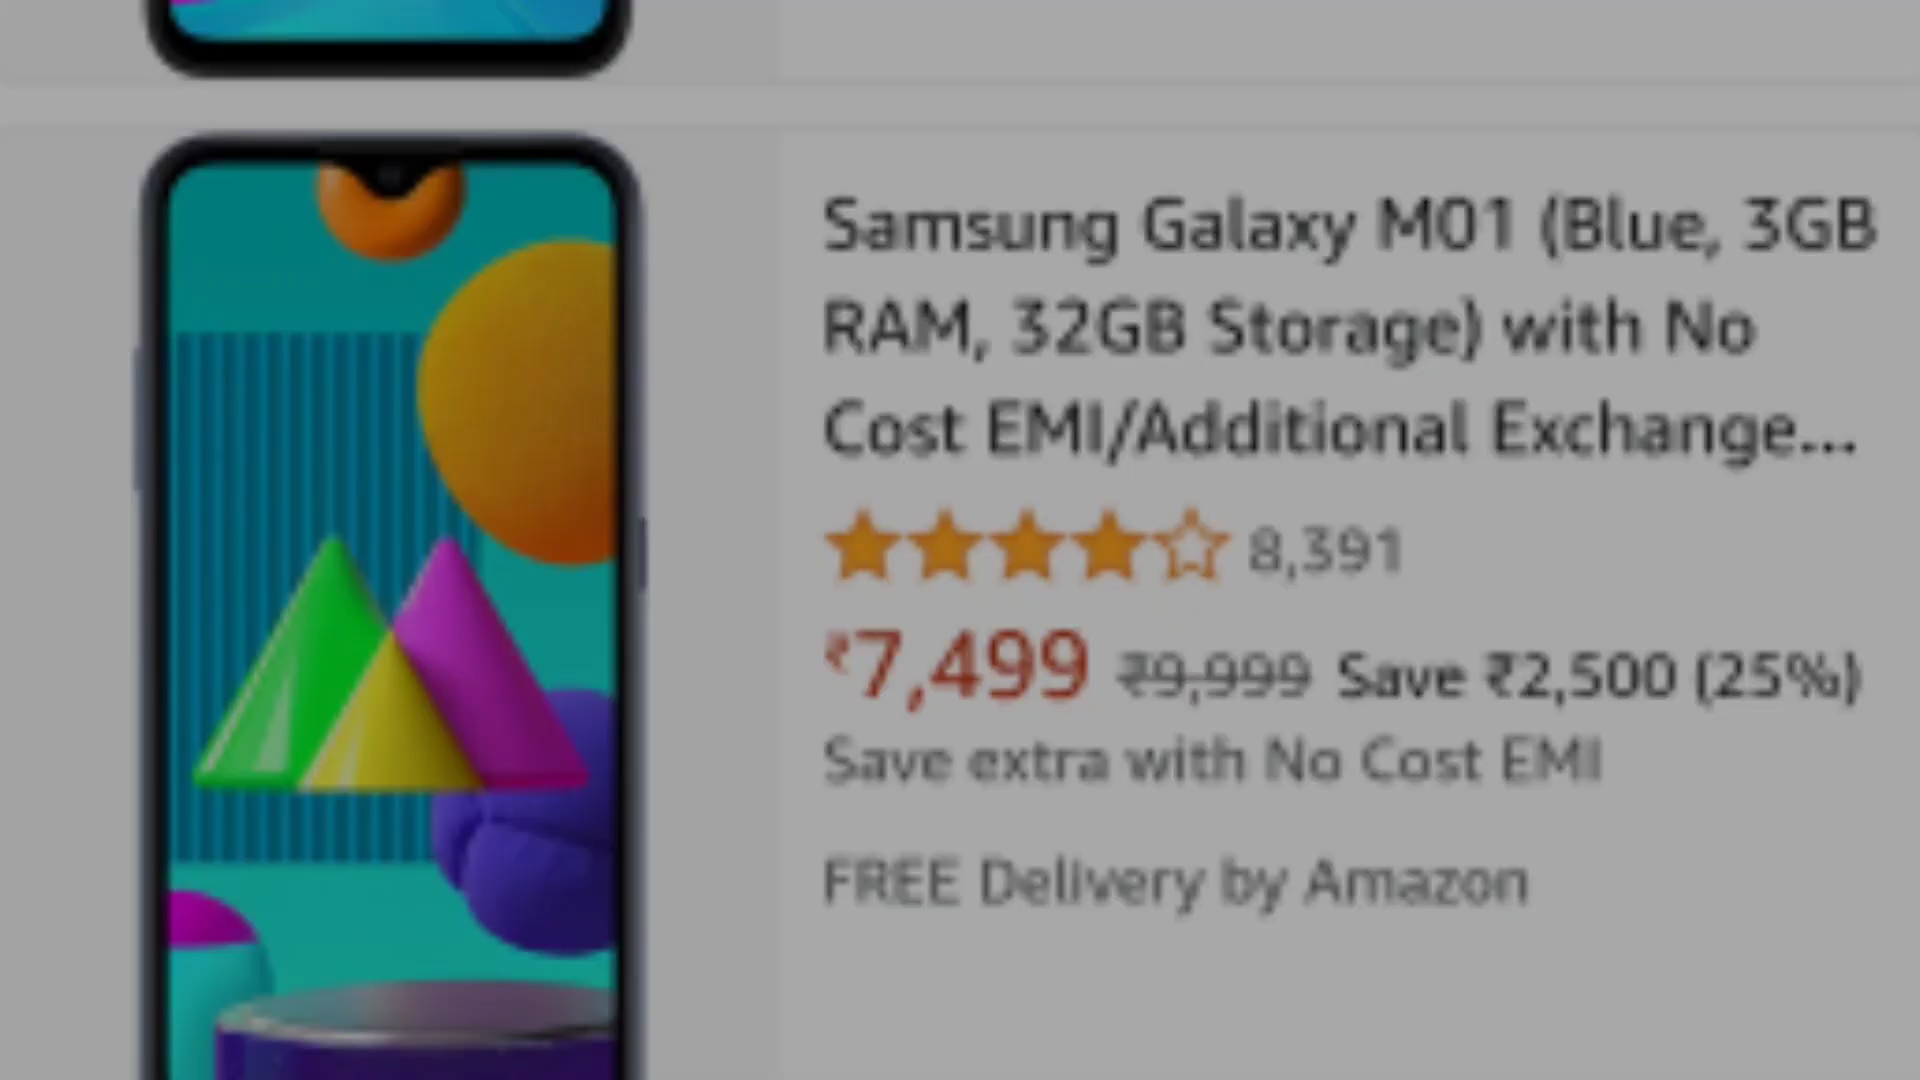 Samsung Galaxy M01 (Blue, 3GB
RAM, 32GB Storage) with No
Cost EMI/Additional Exchange...
8,391
₹7,499 ₹9,999 Save ₹2,500 (25%)
Save extra with No Cost EMI
FREE Delivery by Amazon